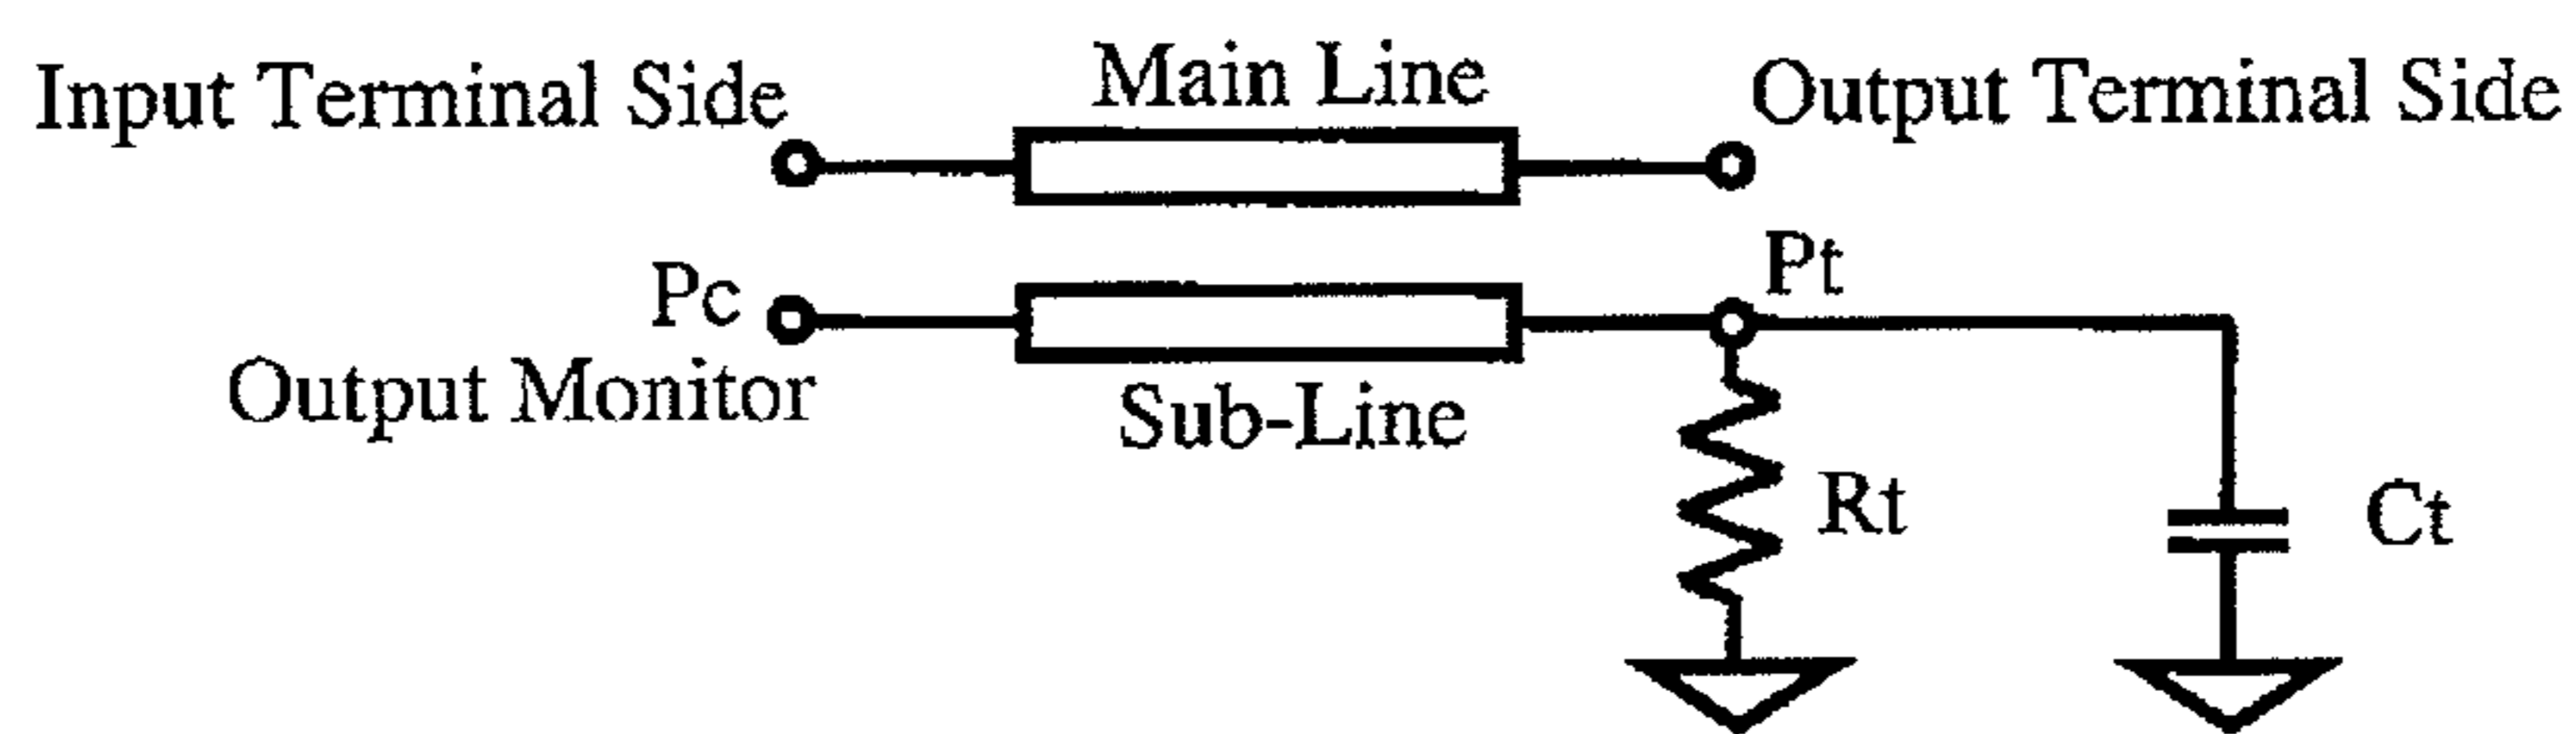 Input Terminal Side
Main Line
Output Terminal Side
Pc
Output Monitor
Sub-Line
Pt
Rt
Ct